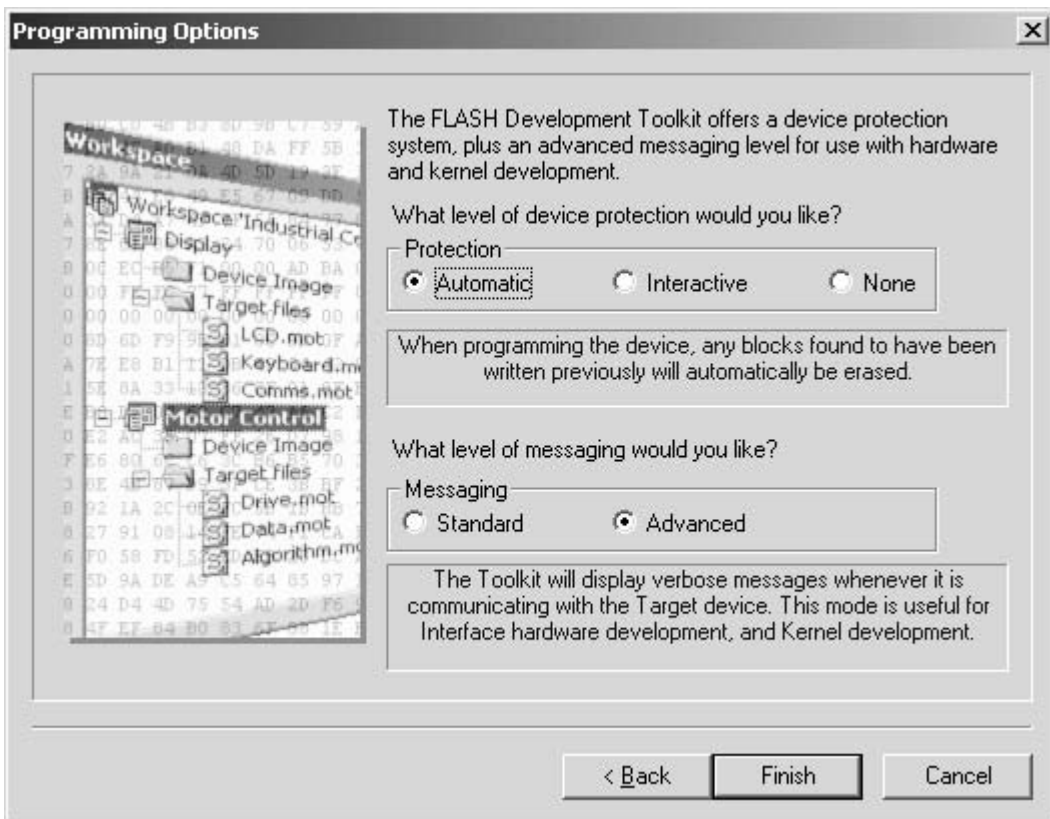 Programming Options
Workspace
Workspace 'Industrial Co
Display
Device Image
Target files
LCD.mot
Keyboard.m
Comms.mot
Motor Control
Device Image
Target files
Drive.mot
Data.mot
Algorithm.mo
The FLASH Development Toolkit offers a device protection
system, plus an advanced messaging level for use with hardware
and kernel development.
What level of device protection would you like?
Protection
Automatic Interactive None
When programming the device, any blocks found to have been
written previously will automatically be erased.
What level of messaging would you like?
Messaging
Standard Advanced
The Toolkit will display verbose messages whenever it is
communicating with the Target device. This mode is useful for
Interface hardware development, and Kernel development.
< Back Finish Cancel